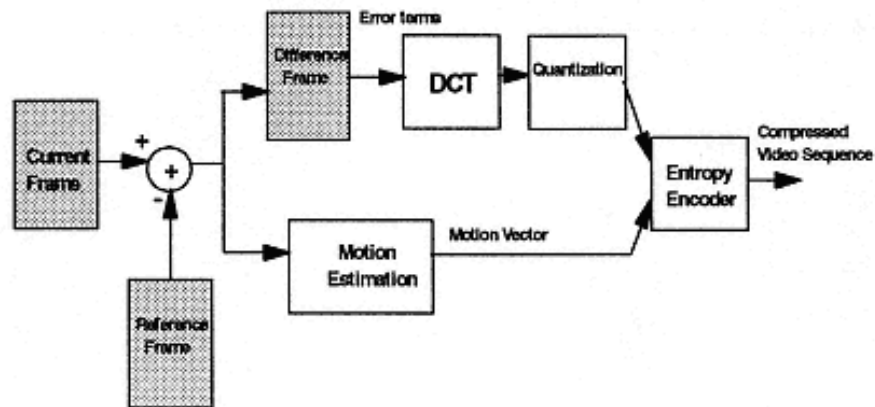 Error terms
Difference
Frame
DCT
Quantization
Current
Frame
+
+
-
Entropy
Encoder
Compressed
Video Sequence
Motion
Estimation
Motion Vector
Reference
Frame